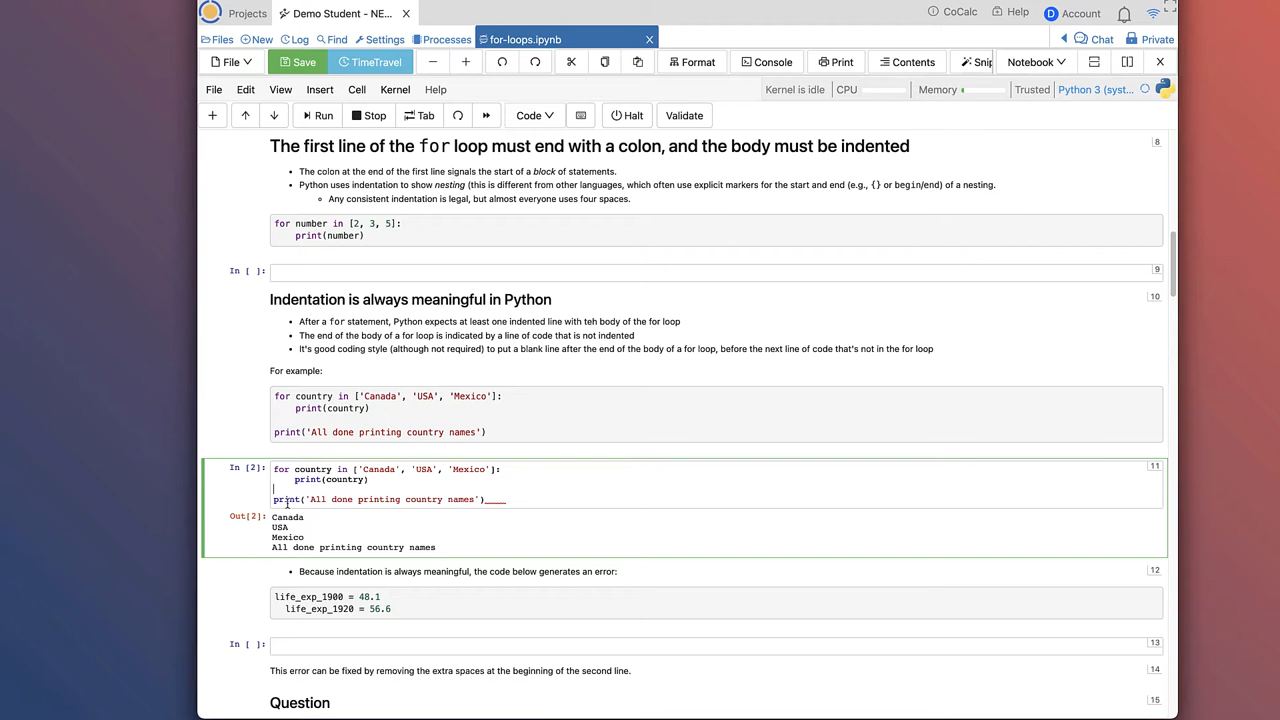 Projects
Demo Student - NE...
CoCalc
Help
Account
Files
New
Log
Find
Settings
Processes
for-loops.ipynb
Chat
Private
File
Save
TimeTravel
Format
Console
Print
Contents
Snip
Notebook
File
Edit
View
Insert
Cell
Kernel
Help
Kernel is idle
CPU
Memory
Trusted
Python 3 (syst...
Run
Stop
Tab
Code
Halt
Validate
The first line of the for loop must end with a colon, and the body must be indented
8
• The colon at the end of the first line signals the start of a block of statements.
• Python uses indentation to show nesting (this is different from other languages, which often use explicit markers for the start and end (e.g., {} or begin/end) of a nesting.
◦ Any consistent indentation is legal, but almost everyone uses four spaces.
for number in [2, 3, 5]:
    print(number)
In [ ]:
9
Indentation is always meaningful in Python
10
• After a for statement, Python expects at least one indented line with teh body of the for loop
• The end of the body of a for loop is indicated by a line of code that is not indented
• It's good coding style (although not required) to put a blank line after the end of the body of a for loop, before the next line of code that's not in the for loop
For example:
for country in ['Canada', 'USA', 'Mexico']:
    print(country)
print('All done printing country names')
In [2]:
for country in ['Canada', 'USA', 'Mexico']:
11
    print(country)
print('All done printing country names')
Out[2]:
Canada
USA
Mexico
All done printing country names
• Because indentation is always meaningful, the code below generates an error:
12
life_exp_1900 = 48.1
  life_exp_1920 = 56.6
In [ ]:
13
This error can be fixed by removing the extra spaces at the beginning of the second line.
14
Question
15